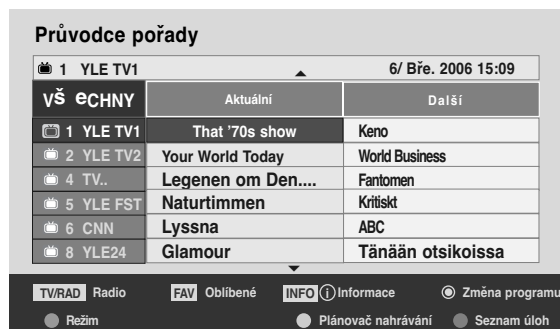 Průvodce pořady
1 YLE TV1 6/ Bře. 2006 15:09
VŠ eCHNY Aktuální Další
1 YLE TV1 That '70s show Keno
2 YLE TV2 Your World Today World Business
4 TV.. Legenen om Den.... Fantomen
5 YLE FST Naturtimmen Kritiskt
6 CNN Lyssna ABC
8 YLE24 Glamour Tänään otsikoissa
TV/RAD Radio FAV Oblíbené INFO i Informace Změna programu
Režim Plánovač nahrávání Seznam úloh